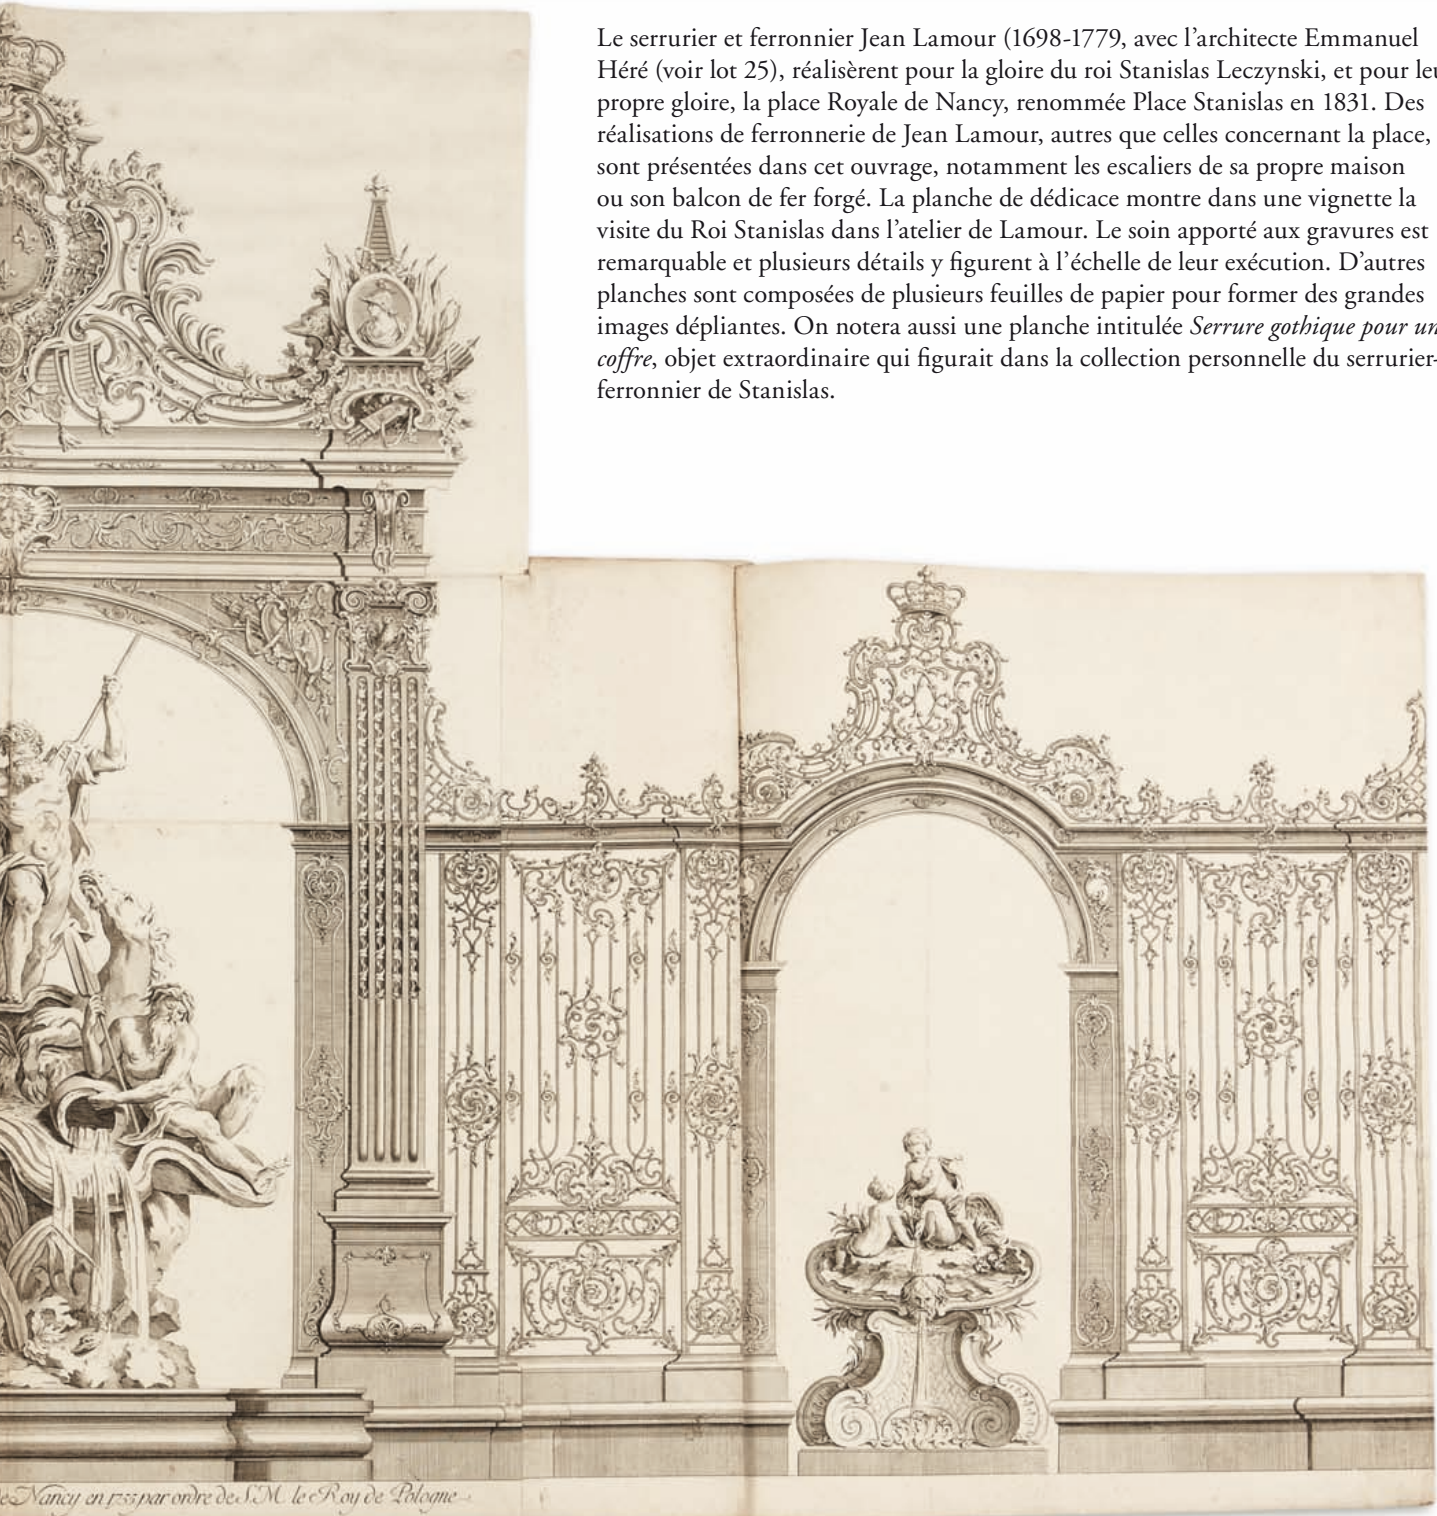 Le serrurier et ferronnier Jean Lamour (1698-1779, avec l’architecte Emmanuel
Héré (voir lot 25), réalisèrent pour la gloire du roi Stanislas Leczynski, et pour leu
propre gloire, la place Royale de Nancy, renommée Place Stanislas en 1831. Des
réalisations de ferronnerie de Jean Lamour, autres que celles concernant la place,
sont présentées dans cet ouvrage, notamment les escaliers de sa propre maison
ou son balcon de fer forgé. La planche de dédicace montre dans une vignette la
visite du Roi Stanislas dans l’atelier de Lamour. Le soin apporté aux gravures est
remarquable et plusieurs détails y figurent à l’échelle de leur exécution. D’autres
planches sont composées de plusieurs feuilles de papier pour former des grandes
images dépliantes. On notera aussi une planche intitulée Serrure gothique pour un
coffre, objet extraordinaire qui figurait dans la collection personnelle du serrurier-
ferronnier de Stanislas.
de Nancy en 1755 par ordre de S.M. le Roy de Pologne